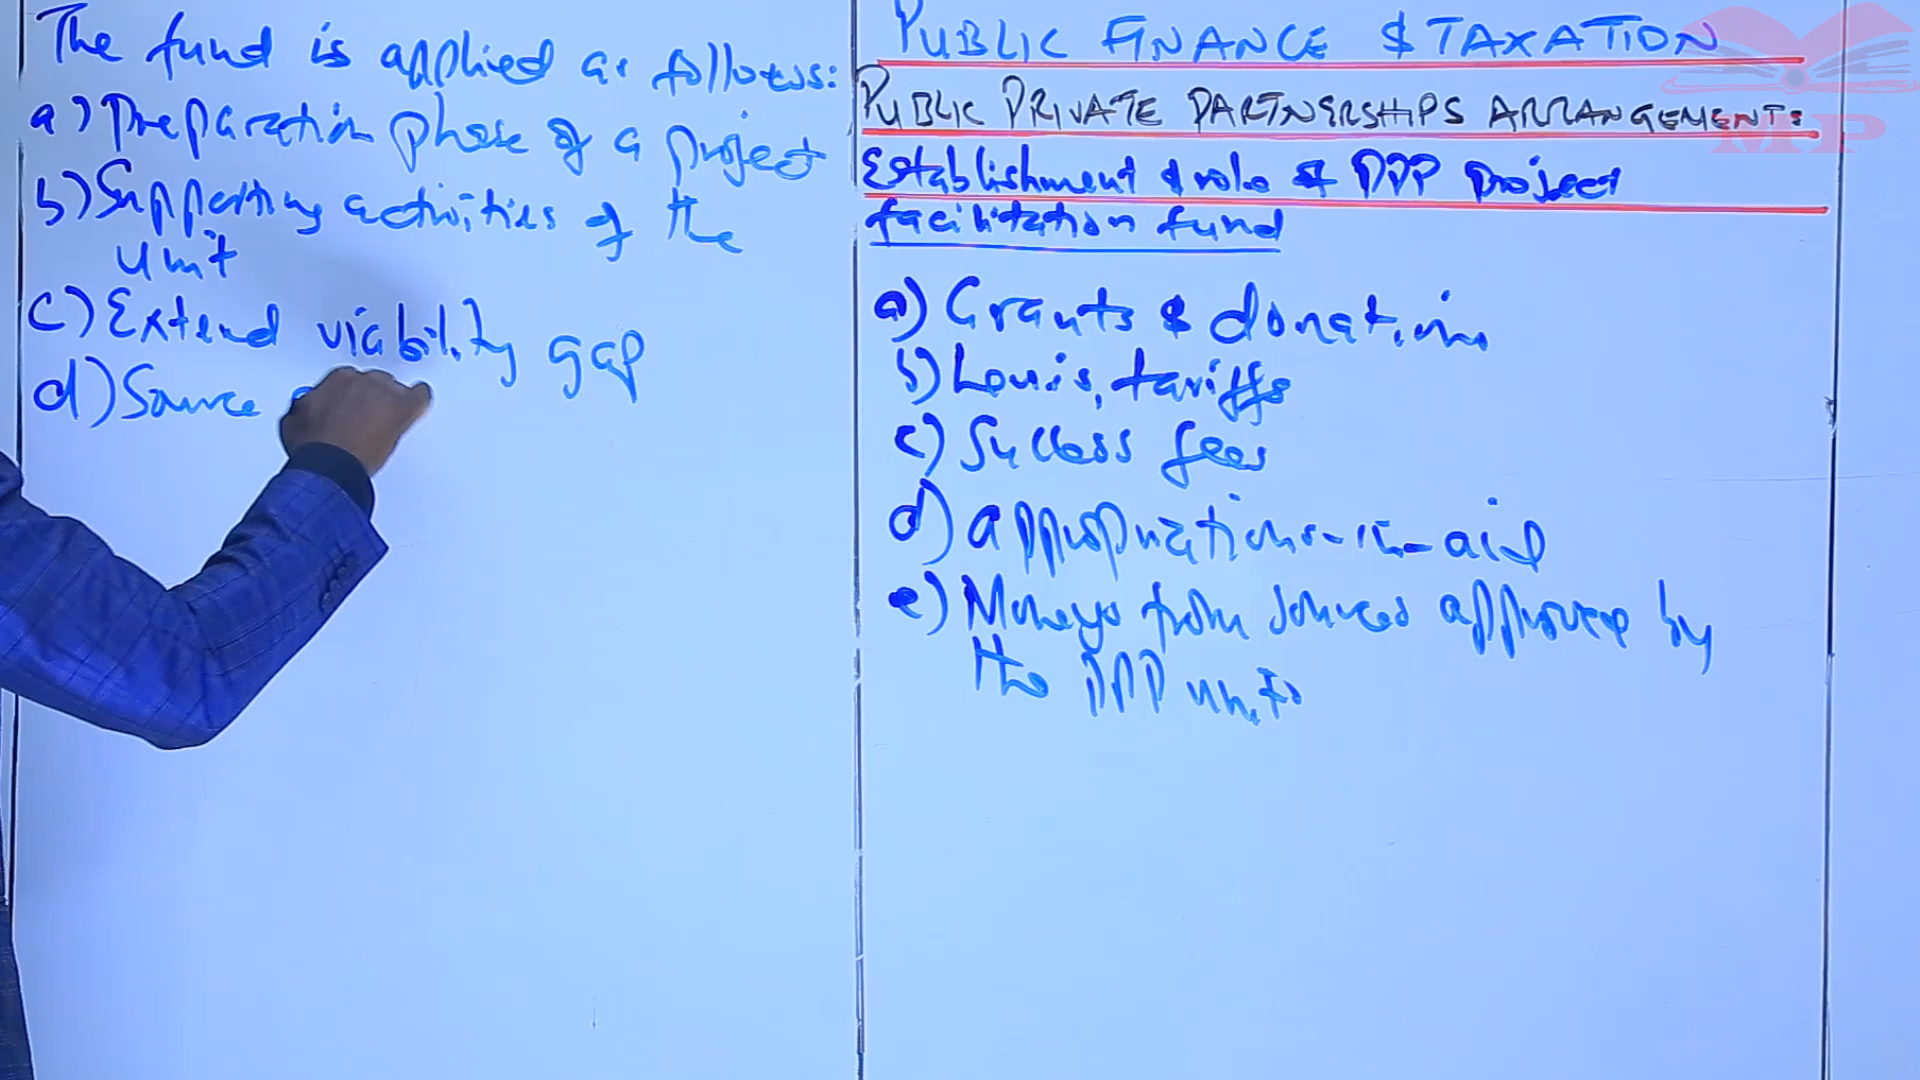 The fund is applied as follows:
a) Preparation phase of a project
b) Supporting activities of the
unit
c) Extend viability gap
d) Source
PUBLIC FINANCE & TAXATION
PUBLIC PRIVATE PARTNERSHIPS ARRANGEMENTS
Establishment & role of PPP project
facilitation fund
a) Grants & donations
b) Levis, tariffs
c) Success fees
d) appropriations-in-aid
e) Moneys from sources approved by
the PPP units
MP